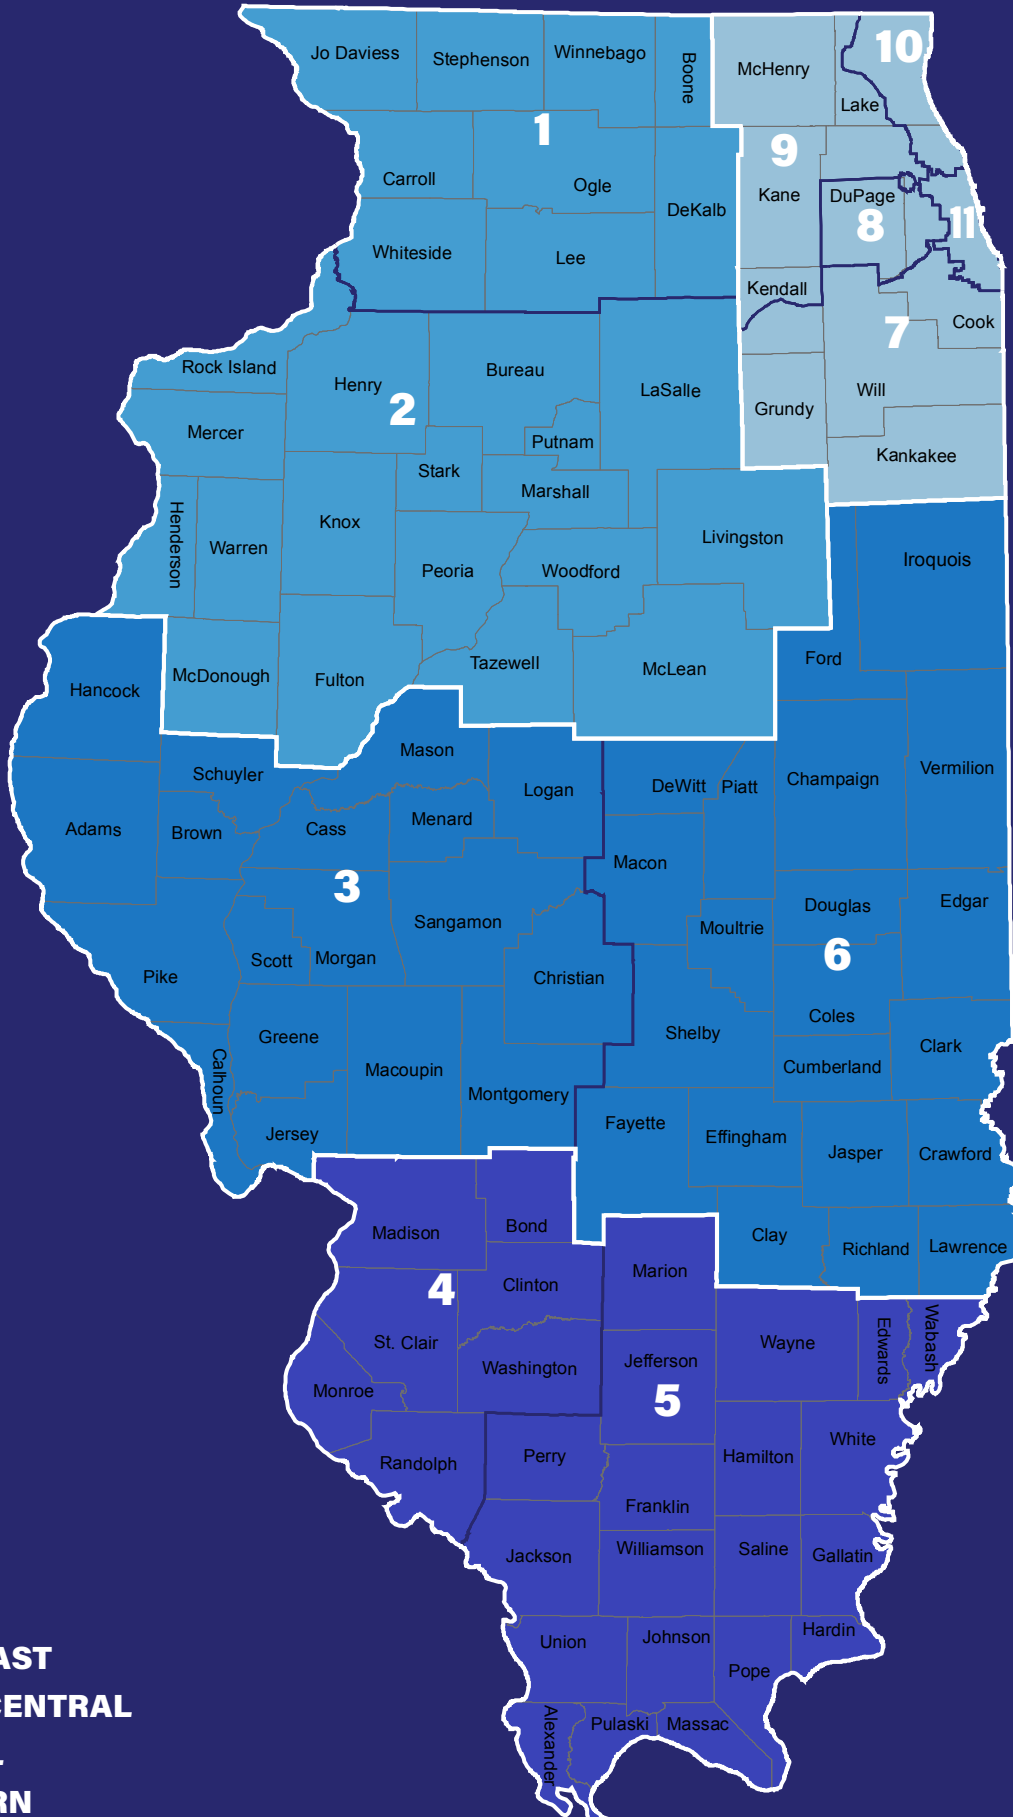 10
Jo Daviess
Stephenson
Winnebago
Boone
McHenry
Lake
1
9
Carroll
Ogle
DeKalb
Kane
DuPage
8
11
Whiteside
Lee
Kendall
Cook
7
Rock Island
Henry
Bureau
LaSalle
Will
2
Grundy
Mercer
Putnam
Kankakee
Stark
Marshall
Henderson
Warren
Knox
Livingston
Peoria
Woodford
Iroquois
McDonough
Fulton
Tazewell
McLean
Ford
Hancock
Mason
Schuyler
Logan
DeWitt
Piatt
Champaign
Vermilion
Adams
Brown
Cass
Menard
Macon
3
Sangamon
Moultrie
Douglas
Edgar
6
Scott
Morgan
Pike
Christian
Coles
Greene
Shelby
Clark
Calhoun
Macoupin
Montgomery
Cumberland
Jersey
Fayette
Effingham
Jasper
Crawford
Madison
Bond
Clay
Richland
Lawrence
4
Clinton
Marion
St. Clair
Wayne
Edwards
Wabash
Washington
Jefferson
5
Monroe
Randolph
Perry
Hamilton
White
Franklin
Jackson
Williamson
Saline
Gallatin
Union
Johnson
Hardin
Pope
AST
Alexander
Pulaski
Massac
CENTRAL
RN